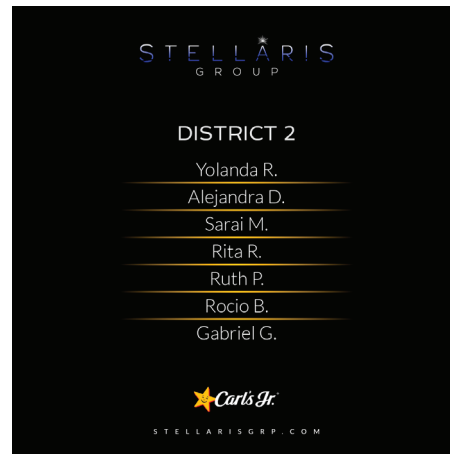 STELLARIS
GROUP
DISTRICT 2
Yolanda R.
Alejandra D.
Sarai M.
Rita R.
Ruth P.
Rocio B.
Gabriel G.
Carl's Jr.
STELLARISGRP.COM